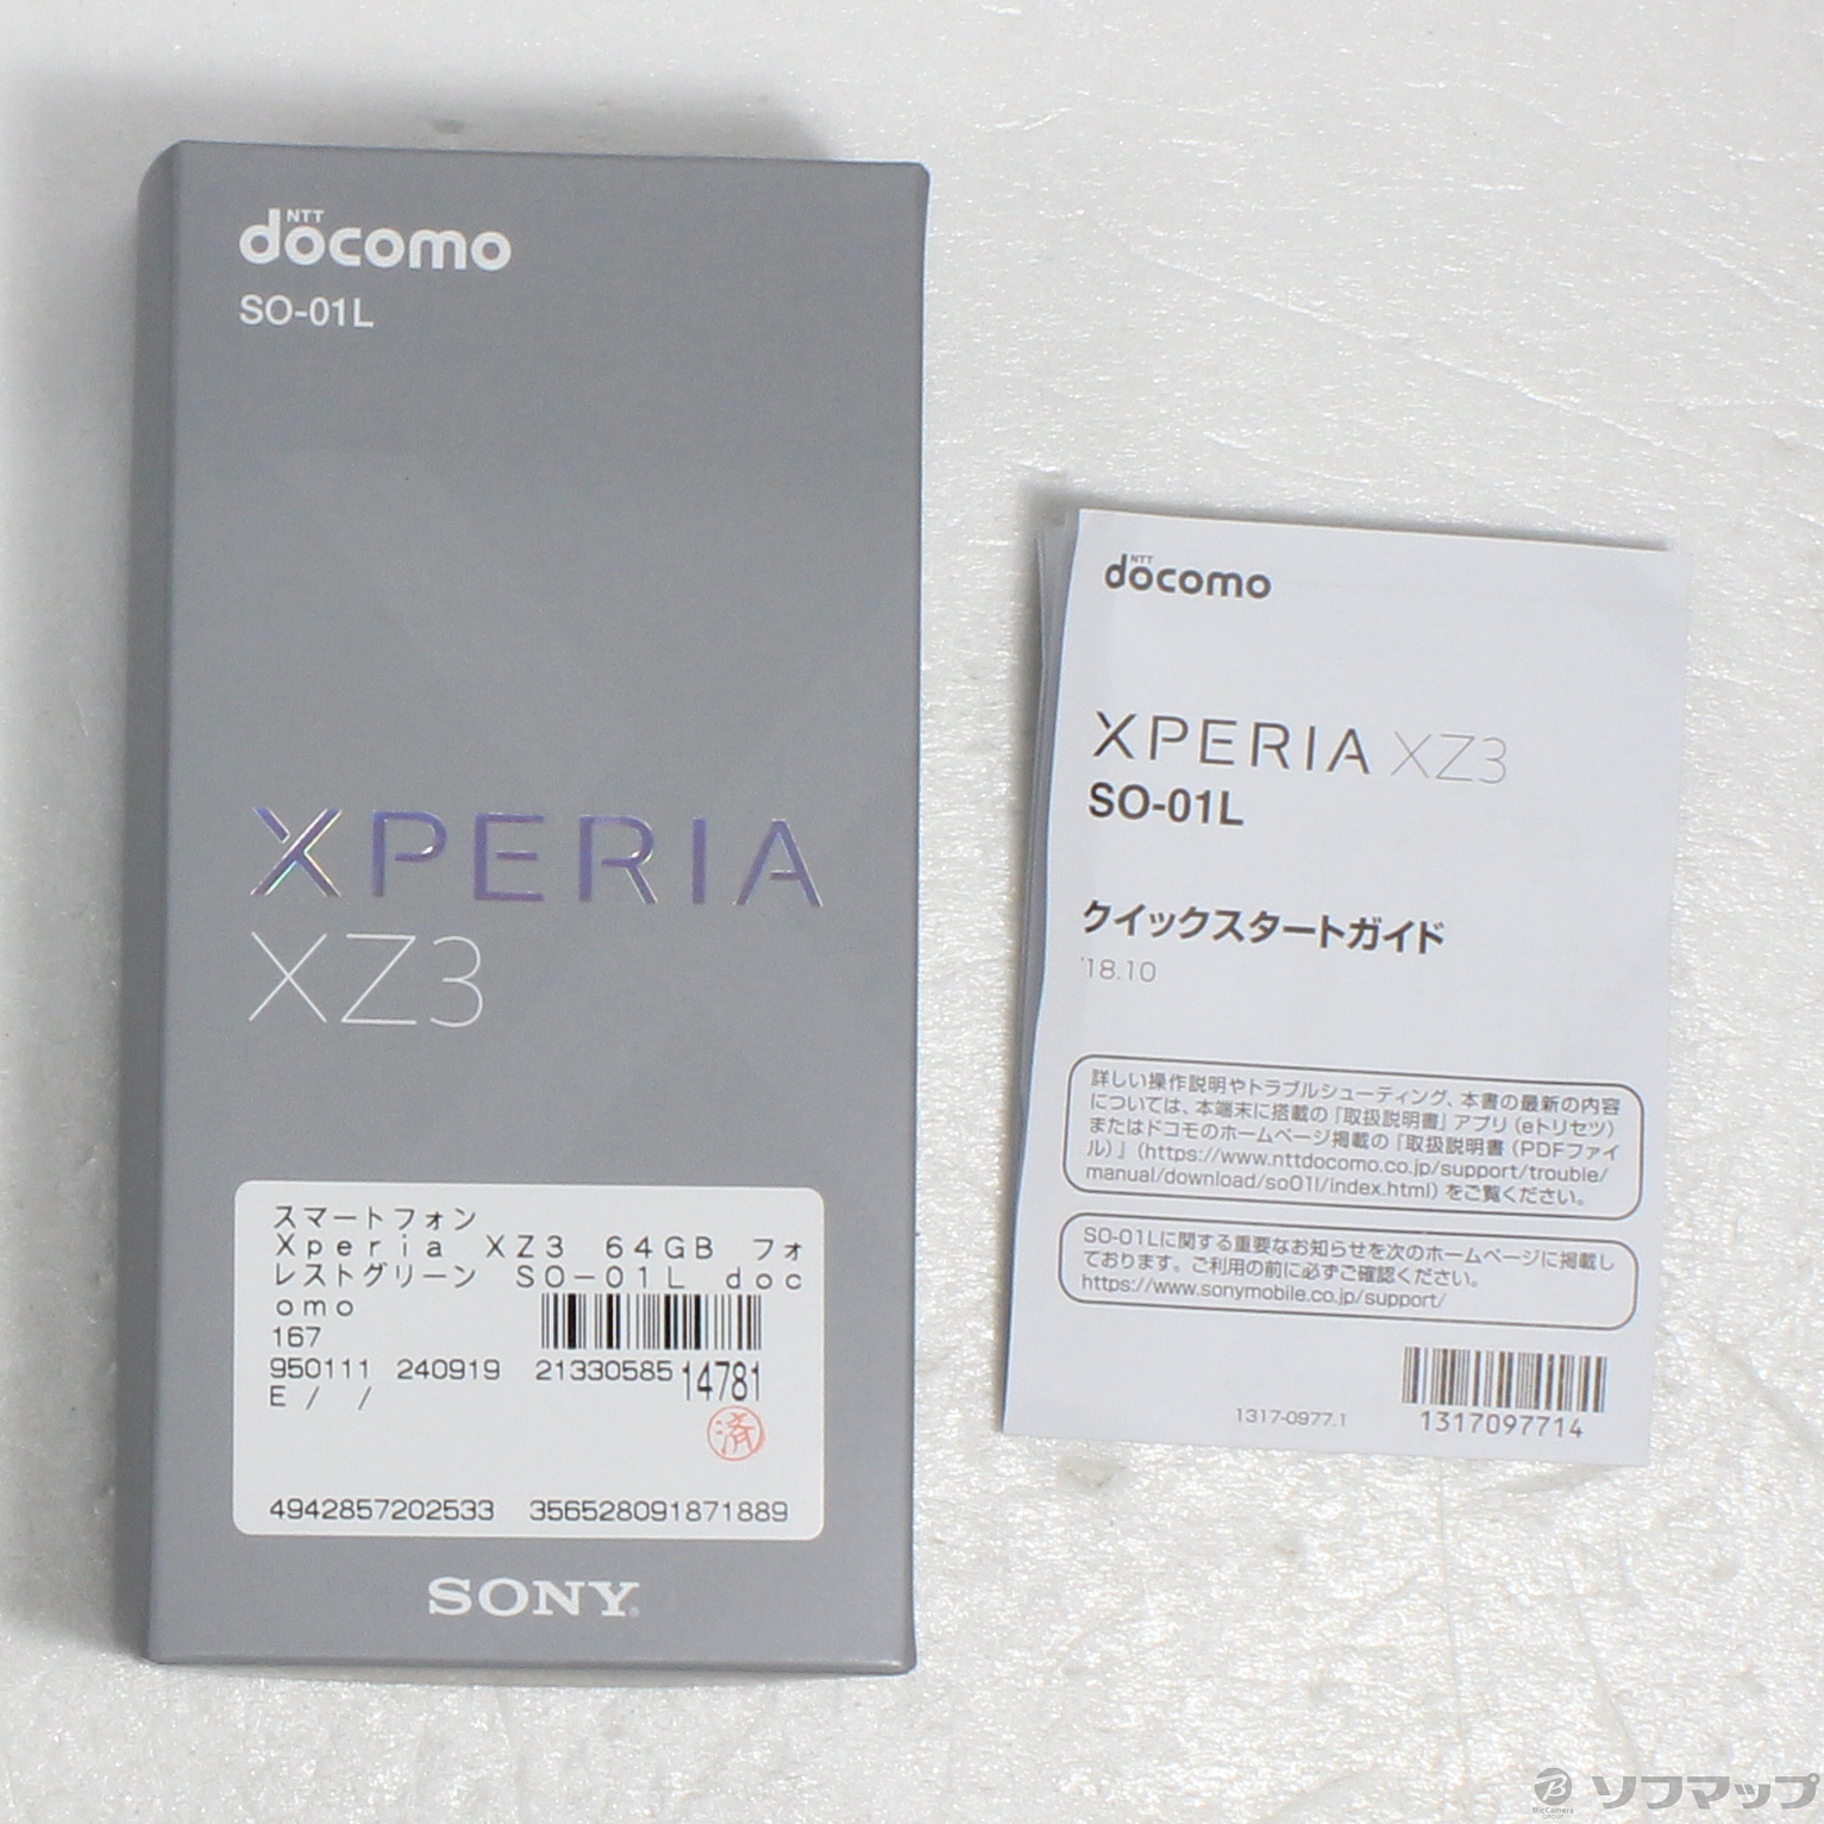 NTT
docomo
SO-01L
XPERIA
XZ3
スマートフォン
Xperia XZ3 64GB フォ
レストグリーン SO-01L doc
omo
167
950111 240919 21330585 14781
E / /
済
4942857202533 356528091871889
SONY
NTT
docomo
XPERIA XZ3
SO-01L
クイックスタートガイド
'18.10
詳しい操作説明やトラブルシューティング、本書の最新の内容
については、本端末に搭載の「取扱説明書」アプリ(eトリセツ)
またはドコモのホームページ掲載の『取扱説明書(PDFファイ
ル)』(https://www.nttdocomo.co.jp/support/trouble/
manual/download/so01l/index.html)をご覧ください。
SO-01Lに関する重要なお知らせを次のホームページに掲載し
ております。ご利用の前に必ずご確認ください。
https://www.sonymobile.co.jp/support/
1317-0977.1
1317097714
B
BicCamera
GROUP
ソフマップ